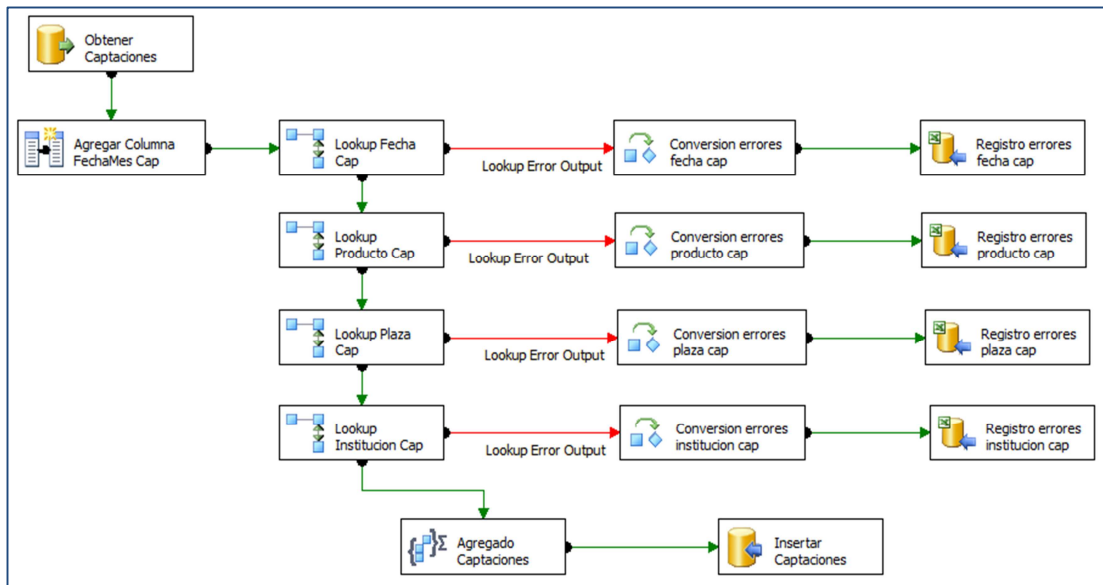 Obtener
Captaciones
Agregar Columna
FechaMes Cap
Lookup Fecha
Cap
Lookup Error Output
Conversion errores
fecha cap
Registro errores
fecha cap
Lookup
Producto Cap
Lookup Error Output
Conversion errores
producto cap
Registro errores
producto cap
Lookup Plaza
Cap
Lookup Error Output
Conversion errores
plaza cap
Registro errores
plaza cap
Lookup
Institucion Cap
Lookup Error Output
Conversion errores
institucion cap
Registro errores
institucion cap
Agregado
Captaciones
Insertar
Captaciones